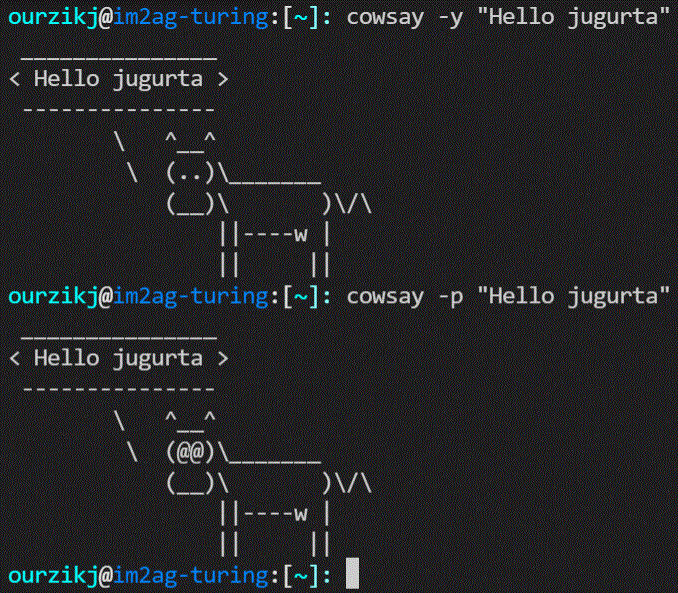 ourzikj@im2ag-turing:[~]: cowsay -y "Hello jugurta"
 _______________
< Hello jugurta >
 ---------------
        \   ^__^
         \  (..)\_______
            (__)\       )\/\
                ||----w |
                ||     ||
ourzikj@im2ag-turing:[~]: cowsay -p "Hello jugurta"
 _______________
< Hello jugurta >
 ---------------
        \   ^__^
         \  (@@)\_______
            (__)\       )\/\
                ||----w |
                ||     ||
ourzikj@im2ag-turing:[~]: